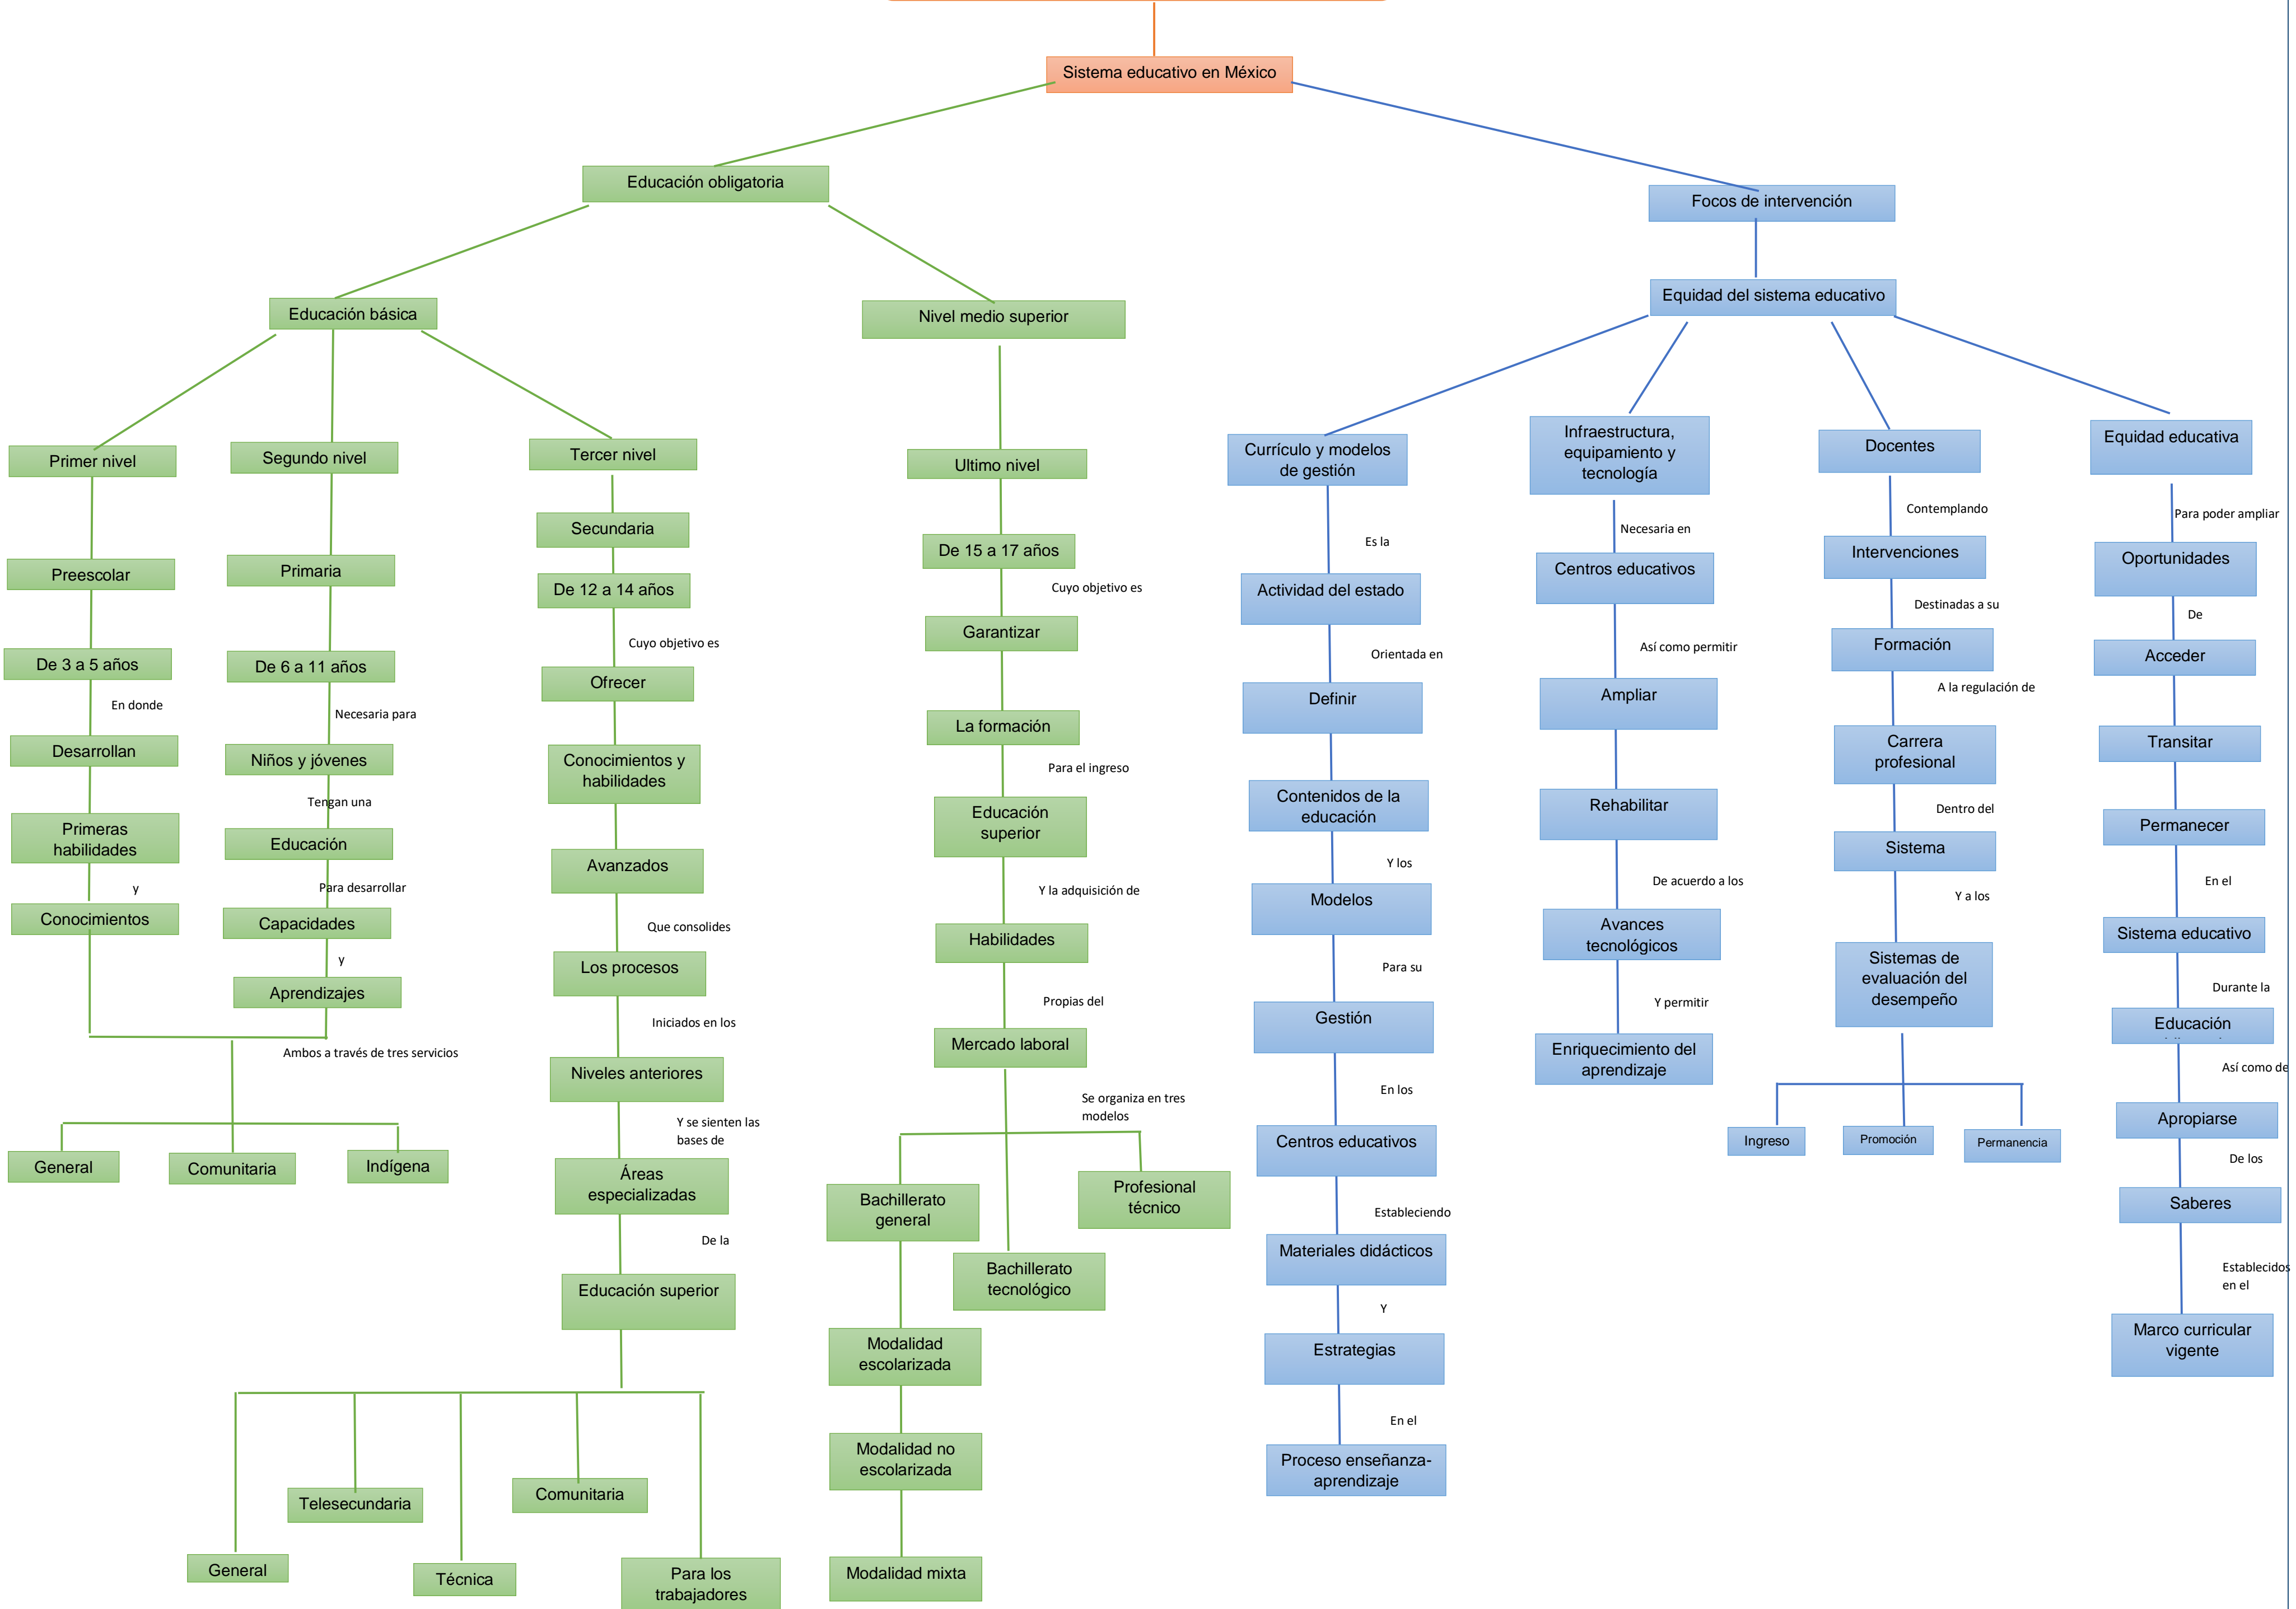 Sistema educativo en México
Educación obligatoria
Focos de intervención
Educación básica
Nivel medio superior
Equidad del sistema educativo
Primer nivel
Preescolar
De 3 a 5 años
En donde
Desarrollan
Primeras
habilidades
y
Conocimientos
Segundo nivel
Primaria
De 6 a 11 años
Necesaria para
Niños y jóvenes
Tengan una
Educación
Para desarrollar
Capacidades
y
Aprendizajes
Ambos a través de tres servicios
General
Comunitaria
Indígena
Tercer nivel
Secundaria
De 12 a 14 años
Cuyo objetivo es
Ofrecer
Conocimientos y
habilidades
Avanzados
Que consolides
Los procesos
Iniciados en los
Niveles anteriores
Y se sienten las
bases de
Áreas
especializadas
De la
Educación superior
General
Telesecundaria
Técnica
Comunitaria
Para los
trabajadores
Ultimo nivel
De 15 a 17 años
Cuyo objetivo es
Garantizar
La formación
Para el ingreso
Educación
superior
Y la adquisición de
Habilidades
Propias del
Mercado laboral
Se organiza en tres
modelos
Bachillerato
general
Bachillerato
tecnológico
Profesional
técnico
Modalidad
escolarizada
Modalidad no
escolarizada
Modalidad mixta
Currículo y modelos
de gestión
Es la
Actividad del estado
Orientada en
Definir
Contenidos de la
educación
Y los
Modelos
Para su
Gestión
En los
Centros educativos
Estableciendo
Materiales didácticos
Y
Estrategias
En el
Proceso enseñanza-
aprendizaje
Infraestructura,
equipamiento y
tecnología
Necesaria en
Centros educativos
Así como permitir
Ampliar
Rehabilitar
De acuerdo a los
Avances
tecnológicos
Y permitir
Enriquecimiento del
aprendizaje
Docentes
Contemplando
Intervenciones
Destinadas a su
Formación
A la regulación de
Carrera
profesional
Dentro del
Sistema
Y a los
Sistemas de
evaluación del
desempeño
Ingreso
Promoción
Permanencia
Equidad educativa
Para poder ampliar
Oportunidades
De
Acceder
Transitar
Permanecer
En el
Sistema educativo
Durante la
Educación
Así como de
Apropiarse
De los
Saberes
Establecidos
en el
Marco curricular
vigente